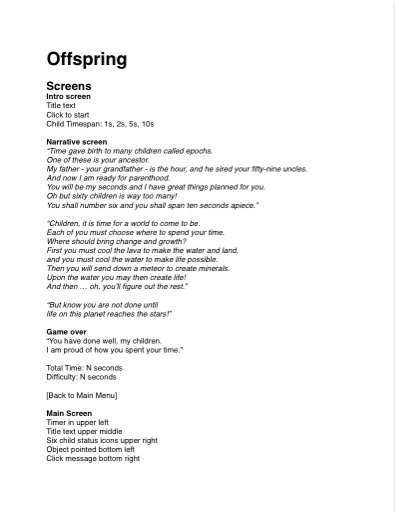 Offspring
Screens
Intro screen
Title text
Click to start
Child Timespan: 1s, 2s, 5s, 10s
Narrative screen
“Time gave birth to many children called epochs.
One of these is your ancestor.
My father - your grandfather - is the hour, and he sired your fifty-nine uncles.
And now I am ready for parenthood.
You will be my seconds and I have great things planned for you.
Oh but sixty children is way too many!
You shall number six and you shall span ten seconds apiece.”
“Children, it is time for a world to come to be.
Each of you must choose where to spend your time.
Where should bring change and growth?
First you must cool the lava to make the water and land,
and you must cool the water to make life possible.
Then you will send down a meteor to create minerals.
Upon the water you may then create life!
And then … oh, you’ll figure out the rest.”
“But know you are not done until
life on this planet reaches the stars!”
Game over
“You have done well, my children.
I am proud of how you spent your time.”
Total Time: N seconds
Difficulty: N seconds
[Back to Main Menu]
Main Screen
Timer in upper left
Title text upper middle
Six child status icons upper right
Object pointed bottom left
Click message bottom right